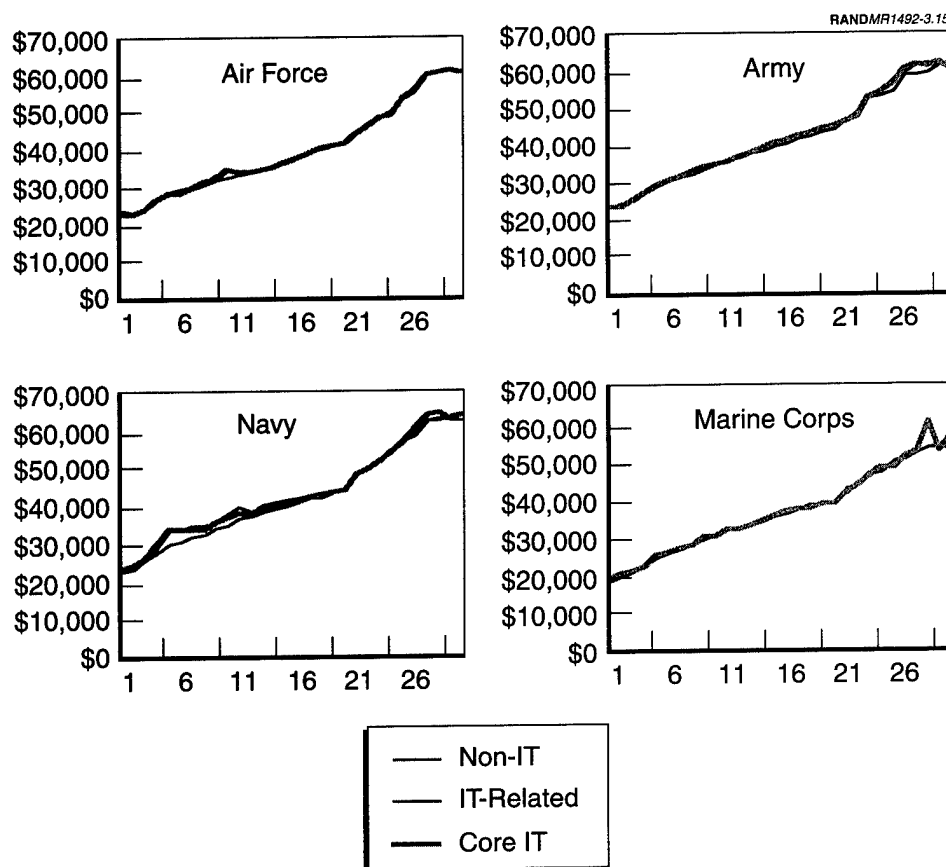 RANDMR1492-3.15
Air Force
$70,000
$60,000
$50,000
$40,000
$30,000
$20,000
$10,000
$0
1 6 11 16 21 26
Army
$70,000
$60,000
$50,000
$40,000
$30,000
$20,000
$10,000
$0
1 6 11 16 21 26
Navy
$70,000
$60,000
$50,000
$40,000
$30,000
$20,000
$10,000
$0
1 6 11 16 21 26
Marine Corps
$70,000
$60,000
$50,000
$40,000
$30,000
$20,000
$10,000
$0
1 6 11 16 21 26
Non-IT
IT-Related
Core IT